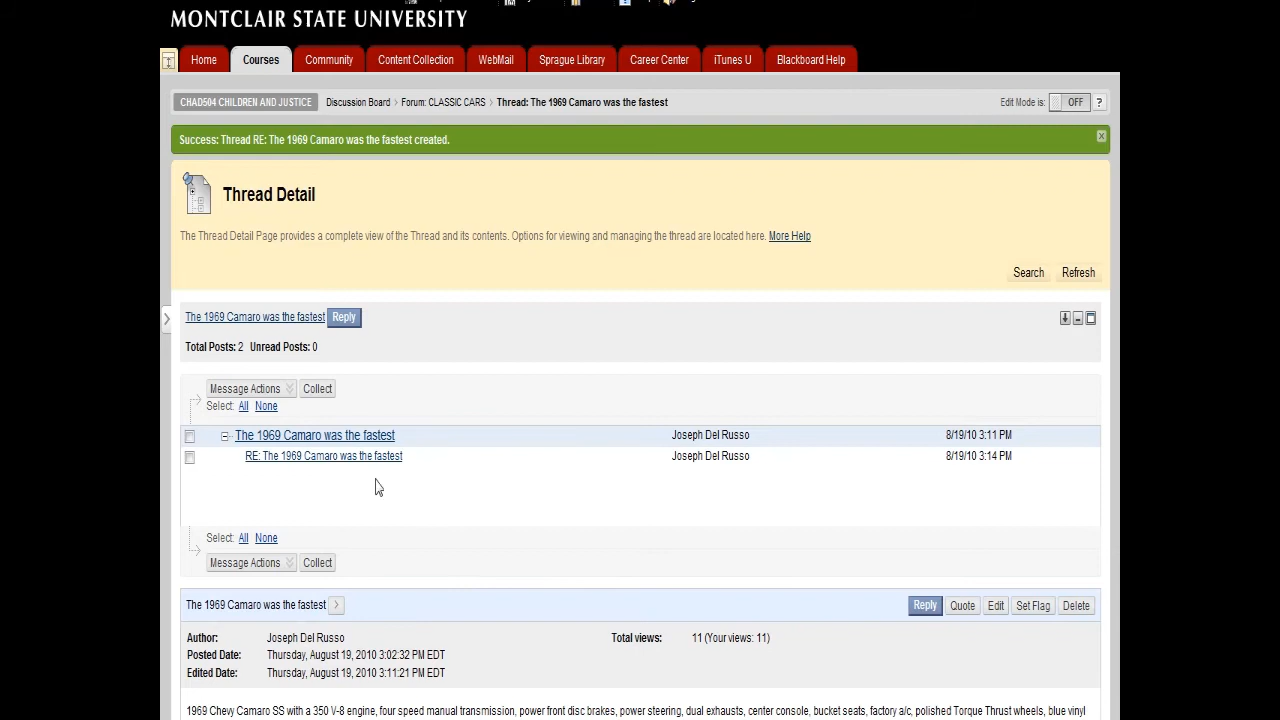 MONTCLAIR STATE UNIVERSITY
Home Courses Community Content Collection WebMail Sprague Library Career Center iTunes U Blackboard Help
CHAD504 CHILDREN AND JUSTICE Discussion Board > Forum: CLASSIC CARS > Thread: The 1969 Camaro was the fastest Edit Mode is: OFF ?
Success: Thread RE: The 1969 Camaro was the fastest created. x
Thread Detail
The Thread Detail Page provides a complete view of the Thread and its contents. Options for viewing and managing the thread are located here. More Help
Search Refresh
The 1969 Camaro was the fastest Reply
Total Posts: 2 Unread Posts: 0
Message Actions Collect
Select: All None
The 1969 Camaro was the fastest Joseph Del Russo 8/19/10 3:11 PM
RE: The 1969 Camaro was the fastest Joseph Del Russo 8/19/10 3:14 PM
Select: All None
Message Actions Collect
The 1969 Camaro was the fastest > Reply Quote Edit Set Flag Delete
Author: Joseph Del Russo Total views: 11 (Your views: 11)
Posted Date: Thursday, August 19, 2010 3:02:32 PM EDT
Edited Date: Thursday, August 19, 2010 3:11:21 PM EDT
1969 Chevy Camaro SS with a 350 V-8 engine, four speed manual transmission, power front disc brakes, power steering, dual exhausts, center console, bucket seats, factory a/c, polished Torque Thrust wheels, blue vinyl